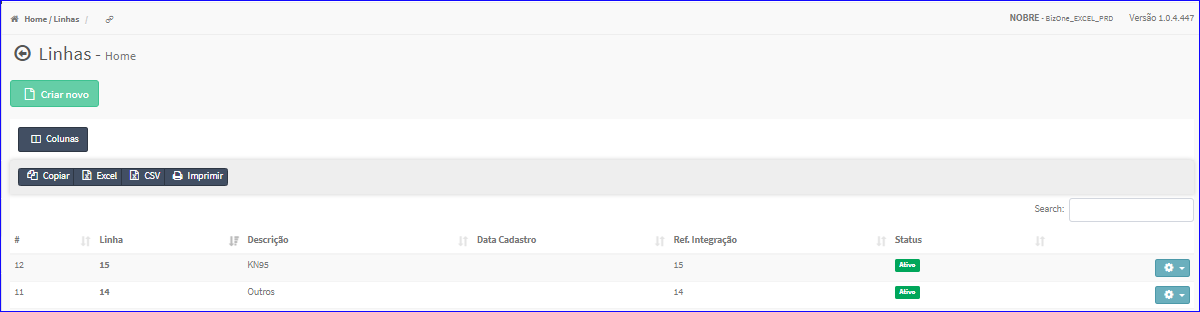 Home / Linhas /
NOBRE - BizOne_EXCEL_PRD Versão 1.0.4.447
Linhas - Home
Criar novo
Colunas
Copiar Excel CSV Imprimir
Search:
# Linha Descrição Data Cadastro Ref. Integração Status
12 15 KN95 15 Ativo
11 14 Outros 14 Ativo